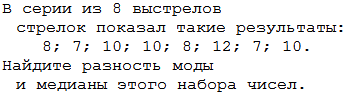 В серии из 8 выстрелов
стрелок показал такие результаты:
8; 7; 10; 10; 8; 12; 7; 10.
Найдите разность моды
и медианы этого набора чисел.